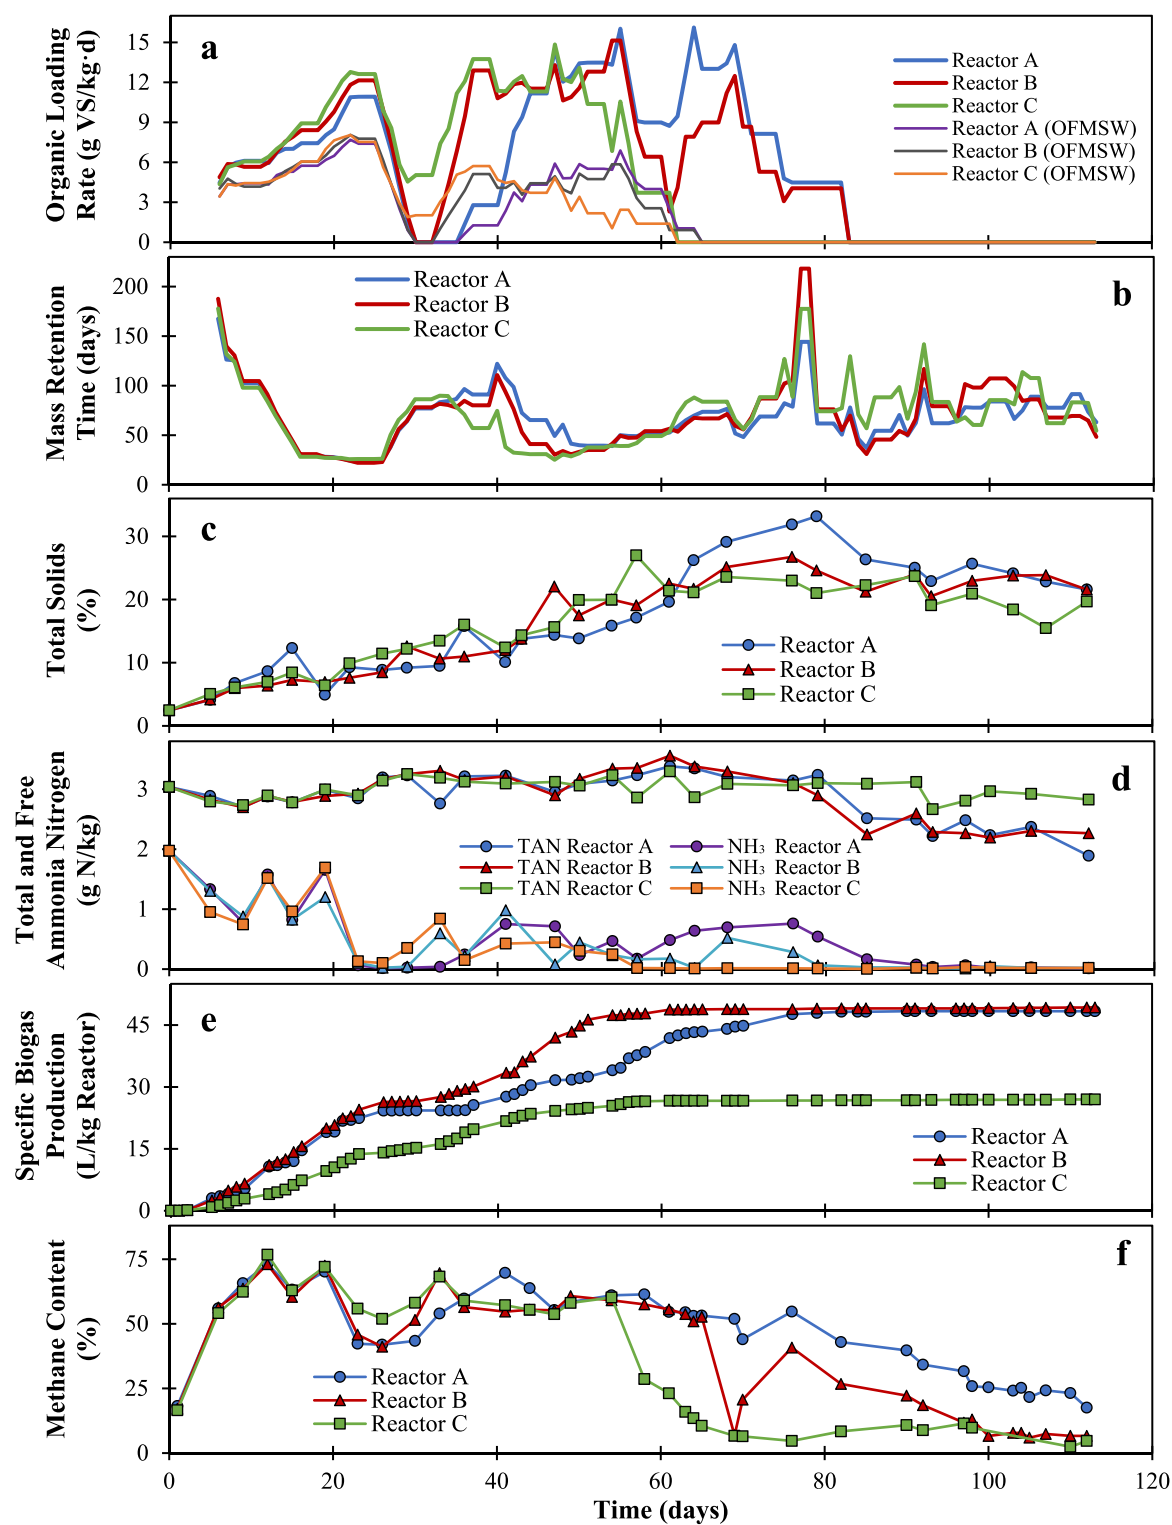 a
Organic Loading
Rate (g VS/kg·d)
15
12
9
6
3
0
Reactor A
Reactor B
Reactor C
Reactor A (OFMSW)
Reactor B (OFMSW)
Reactor C (OFMSW)
b
Mass Retention
Time (days)
200
150
100
50
0
Reactor A
Reactor B
Reactor C
c
Total Solids
(%)
30
20
10
0
Reactor A
Reactor B
Reactor C
d
Total and Free
Ammonia Nitrogen
(g N/kg)
3
2
1
0
TAN Reactor A
NH₃ Reactor A
TAN Reactor B
NH₃ Reactor B
TAN Reactor C
NH₃ Reactor C
e
Specific Biogas
Production
(L/kg Reactor)
45
30
15
0
Reactor A
Reactor B
Reactor C
f
Methane Content
(%)
75
50
25
0
Reactor A
Reactor B
Reactor C
0 20 40 60 80 100 120
Time (days)